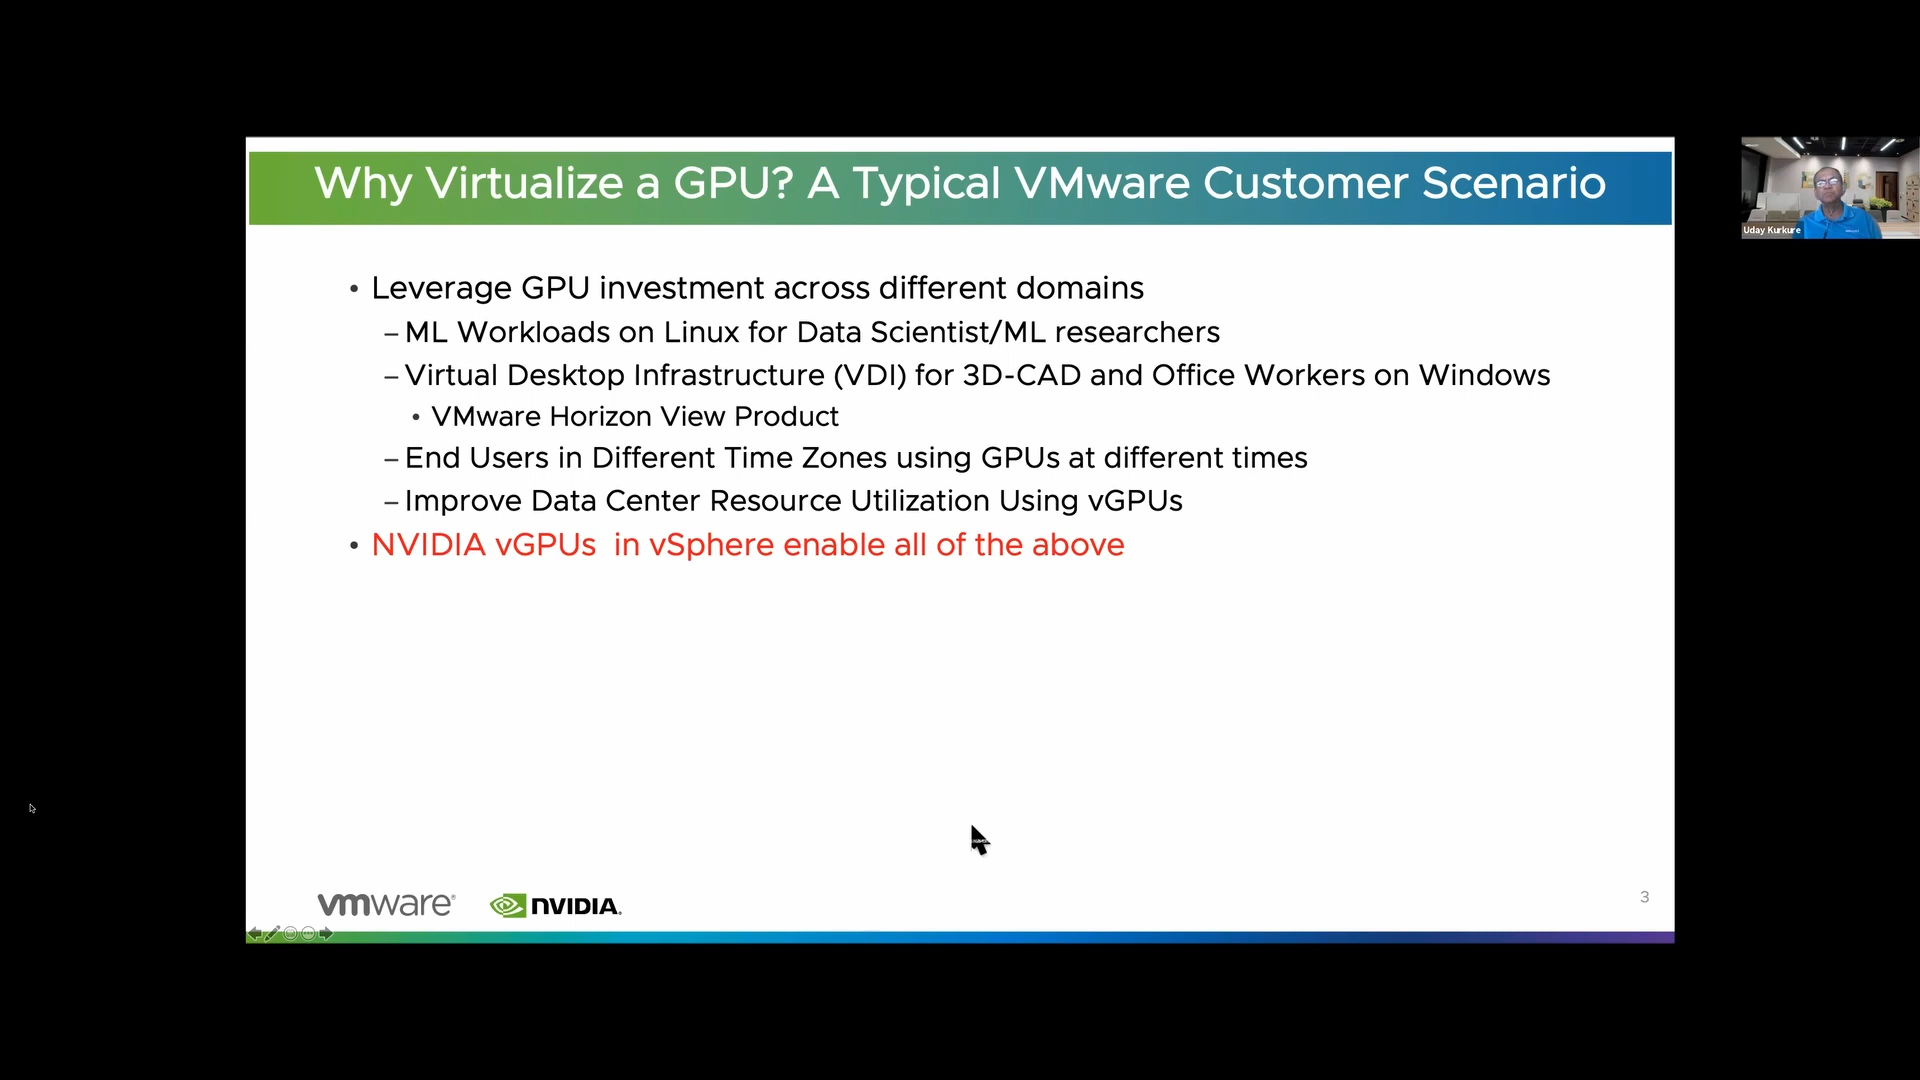 Why Virtualize a GPU? A Typical VMware Customer Scenario
Uday Kurkure
• Leverage GPU investment across different domains
– ML Workloads on Linux for Data Scientist/ML researchers
– Virtual Desktop Infrastructure (VDI) for 3D-CAD and Office Workers on Windows
• VMware Horizon View Product
– End Users in Different Time Zones using GPUs at different times
– Improve Data Center Resource Utilization Using vGPUs
• NVIDIA vGPUs  in vSphere enable all of the above
vmware®
NVIDIA.
3